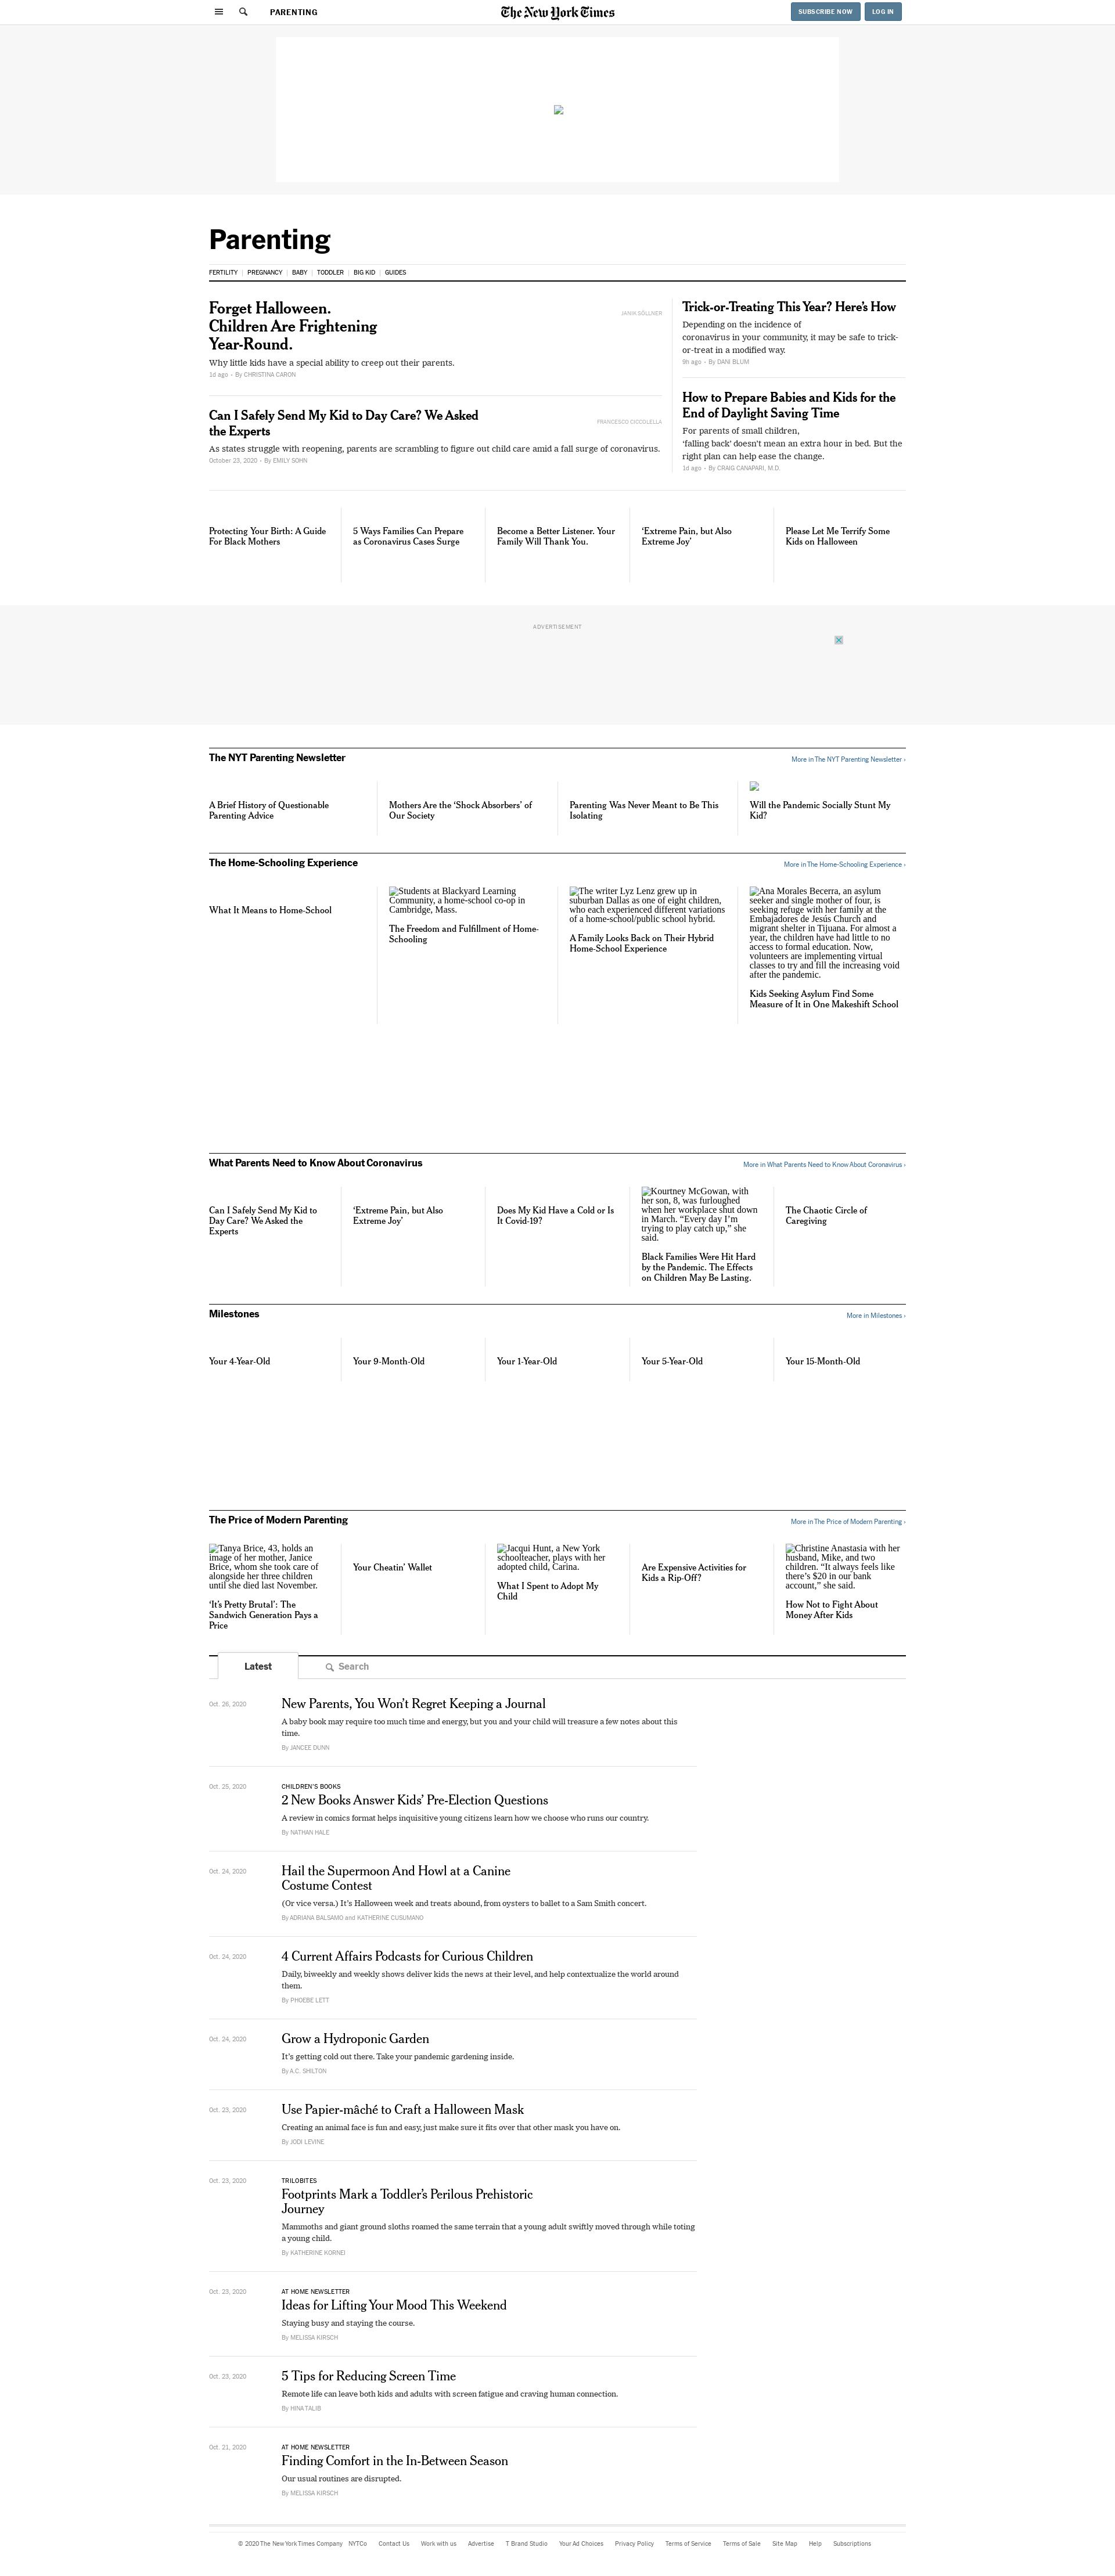 PARENTING
The New York Times
SUBSCRIBE NOW
LOG IN
Parenting
FERTILITY
PREGNANCY
BABY
TODDLER
BIG KID
GUIDES
Forget Halloween.
Children Are Frightening
Year-Round.
Why little kids have a special ability to creep out their parents.
1d ago • By CHRISTINA CARON
JANIA SÖLLNER
Can I Safely Send My Kid to Day Care? We Asked
the Experts
As states struggle with reopening, parents are scrambling to figure out child care amid a fall surge of coronavirus.
October 23, 2020 • By EMILY SOHN
FRANCESCO CICCOLELLA
Trick-or-Treating This Year? Here’s How
Depending on the incidence of
coronavirus in your community, it may be safe to trick-
or-treat in a modified way.
9h ago • By DANI BLUM
How to Prepare Babies and Kids for the
End of Daylight Saving Time
For parents of small children,
‘falling back’ doesn’t mean an extra hour in bed. But the
right plan can help ease the change.
1d ago • By CRAIG CANAPARI, M.D.
Protecting Your Birth: A Guide
For Black Mothers
5 Ways Families Can Prepare
as Coronavirus Cases Surge
Become a Better Listener. Your
Family Will Thank You.
‘Extreme Pain, but Also
Extreme Joy’
Please Let Me Terrify Some
Kids on Halloween
ADVERTISEMENT
The NYT Parenting Newsletter
More in The NYT Parenting Newsletter ›
A Brief History of Questionable
Parenting Advice
Mothers Are the ‘Shock Absorbers’ of
Our Society
Parenting Was Never Meant to Be This
Isolating
Will the Pandemic Socially Stunt My
Kid?
The Home-Schooling Experience
More in The Home-Schooling Experience ›
What It Means to Home-School
Students at Blackyard Learning
Community, a home-school co-op in
Cambridge, Mass.
The Freedom and Fulfillment of Home-
Schooling
The writer Lyz Lenz grew up in
suburban Dallas as one of eight children,
who each experienced different variations
of a home-school/public school hybrid.
A Family Looks Back on Their Hybrid
Home-School Experience
Ana Morales Becerra, an asylum
seeker and single mother of four, is
seeking refuge with her family at the
Embajadores de Jesús Church and
migrant shelter in Tijuana. For almost a
year, the children have had little to no
access to formal education. Now,
volunteers are implementing virtual
classes to try and fill the increasing void
after the pandemic.
Kids Seeking Asylum Find Some
Measure of It in One Makeshift School
What Parents Need to Know About Coronavirus
More in What Parents Need to Know About Coronavirus ›
Can I Safely Send My Kid to
Day Care? We Asked the
Experts
‘Extreme Pain, but Also
Extreme Joy’
Does My Kid Have a Cold or Is
It Covid-19?
Kourtney McGowan, with
her son, 8, was furloughed
when her workplace shut down
in March. “Every day I’m
trying to play catch up,” she
said.
Black Families Were Hit Hard
by the Pandemic. The Effects
on Children May Be Lasting.
The Chaotic Circle of
Caregiving
Milestones
More in Milestones ›
Your 4-Year-Old
Your 9-Month-Old
Your 1-Year-Old
Your 5-Year-Old
Your 15-Month-Old
The Price of Modern Parenting
More in The Price of Modern Parenting ›
Tanya Brice, 43, holds an
image of her mother, Janice
Brice, whom she took care of
alongside her three children
until she died last November.
‘It’s Pretty Brutal’: The
Sandwich Generation Pays a
Price
Your Cheatin’ Wallet
Jacqui Hunt, a New York
schoolteacher, plays with her
adopted child, Carina.
What I Spent to Adopt My
Child
Are Expensive Activities for
Kids a Rip-Off?
Christine Anastasia with her
husband, Mike, and two
children. “It always feels like
there’s $20 in our bank
account,” she said.
How Not to Fight About
Money After Kids
Latest
Search
Oct. 26, 2020
New Parents, You Won’t Regret Keeping a Journal
A baby book may require too much time and energy, but you and your child will treasure a few notes about this
time.
By JANCEE DUNN
Oct. 25, 2020
CHILDREN’S BOOKS
2 New Books Answer Kids’ Pre-Election Questions
A review in comics format helps inquisitive young citizens learn how we choose who runs our country.
By NATHAN HALE
Oct. 24, 2020
Hail the Supermoon And Howl at a Canine
Costume Contest
(Or vice versa.) It’s Halloween week and treats abound, from oysters to ballet to a Sam Smith concert.
By ADRIANA BALSAMO and KATHERINE CUSUMANO
Oct. 24, 2020
4 Current Affairs Podcasts for Curious Children
Daily, biweekly and weekly shows deliver kids the news at their level, and help contextualize the world around
them.
By PHOEBE LETT
Oct. 24, 2020
Grow a Hydroponic Garden
It’s getting cold out there. Take your pandemic gardening inside.
By A.C. SHILTON
Oct. 23, 2020
Use Papier-mâché to Craft a Halloween Mask
Creating an animal face is fun and easy, just make sure it fits over that other mask you have on.
By JODI LEVINE
Oct. 23, 2020
TRILOBITES
Footprints Mark a Toddler’s Perilous Prehistoric
Journey
Mammoths and giant ground sloths roamed the same terrain that a young adult swiftly moved through while toting
a young child.
By KATHERINE KORNEI
Oct. 23, 2020
AT HOME NEWSLETTER
Ideas for Lifting Your Mood This Weekend
Staying busy and staying the course.
By MELISSA KIRSCH
Oct. 23, 2020
5 Tips for Reducing Screen Time
Remote life can leave both kids and adults with screen fatigue and craving human connection.
By HINA TALIB
Oct. 21, 2020
AT HOME NEWSLETTER
Finding Comfort in the In-Between Season
Our usual routines are disrupted.
By MELISSA KIRSCH
© 2020 The New York Times Company NYTCo Contact Us Work with us Advertise T Brand Studio Your Ad Choices Privacy Policy Terms of Service Terms of Sale Site Map Help Subscriptions